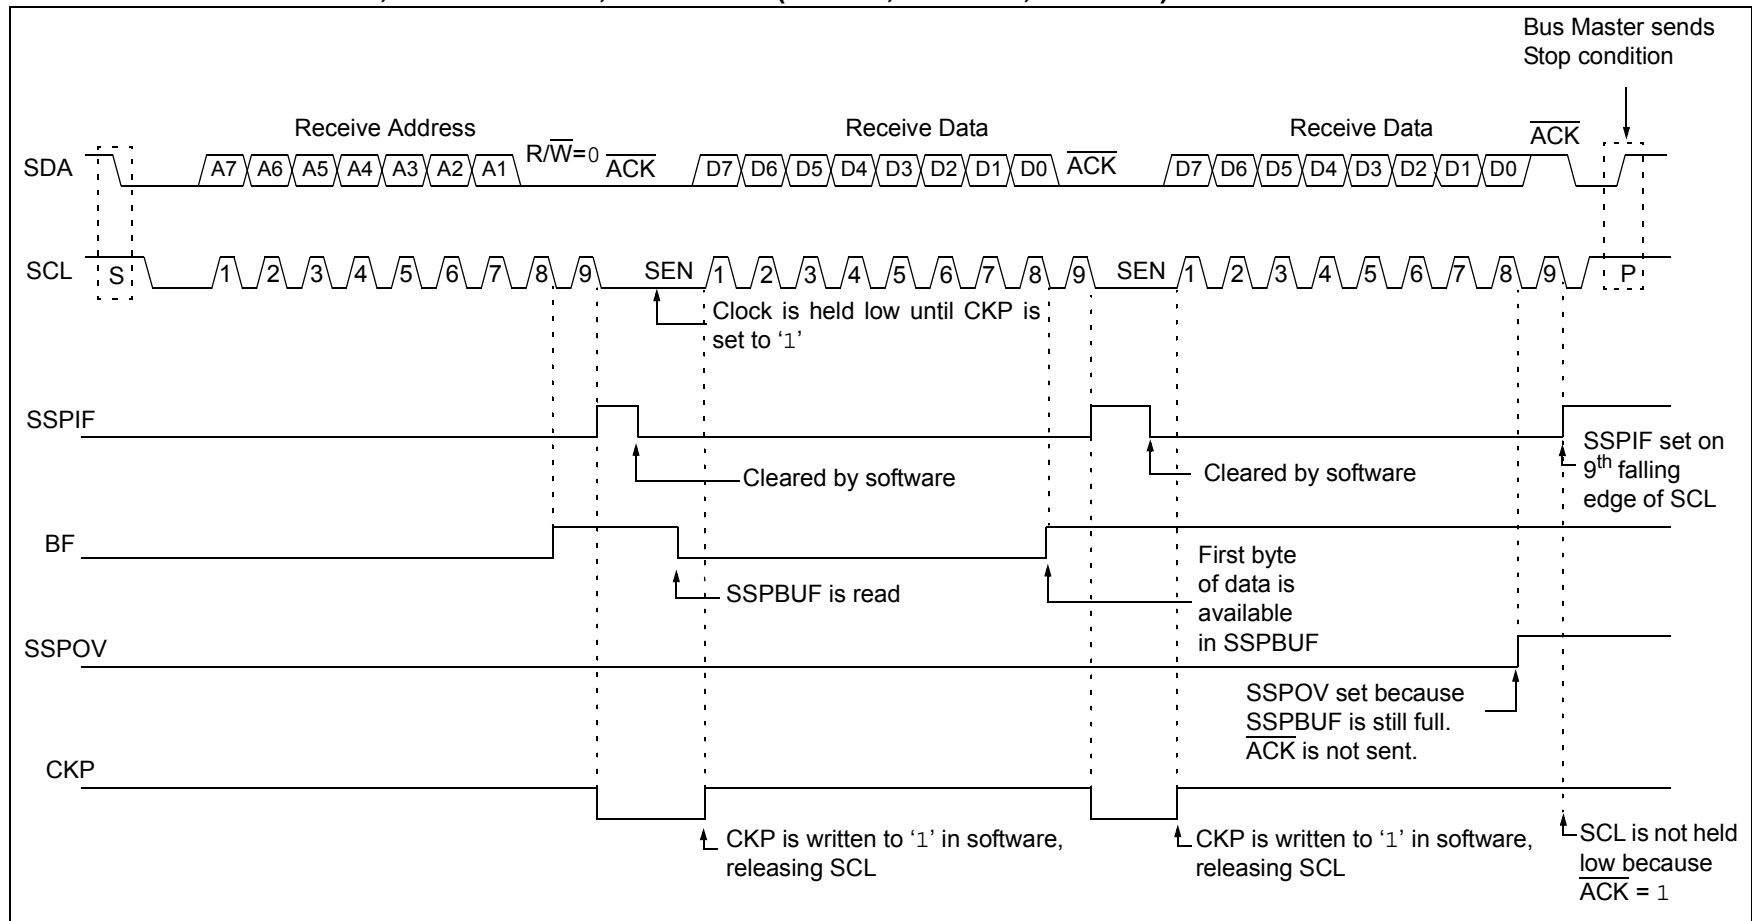 Bus Master sends
Stop condition
Receive Address
Receive Data
Receive Data
ACK
SDA
A7 A6 A5 A4 A3 A2 A1
R/W=0
ACK
D7 D6 D5 D4 D3 D2 D1 D0
ACK
D7 D6 D5 D4 D3 D2 D1 D0
SCL
S
1 2 3 4 5 6 7 8 9
SEN
1 2 3 4 5 6 7 8 9
SEN
1 2 3 4 5 6 7 8 9
P
Clock is held low until CKP is
set to ‘1’
SSPIF
Cleared by software
Cleared by software
SSPIF set on
9th falling
edge of SCL
BF
SSPBUF is read
First byte
of data is
available
in SSPBUF
SSPOV
SSPOV set because
SSPBUF is still full.
ACK is not sent.
CKP
CKP is written to ‘1’ in software,
releasing SCL
CKP is written to ‘1’ in software,
releasing SCL
SCL is not held
low because
ACK = 1